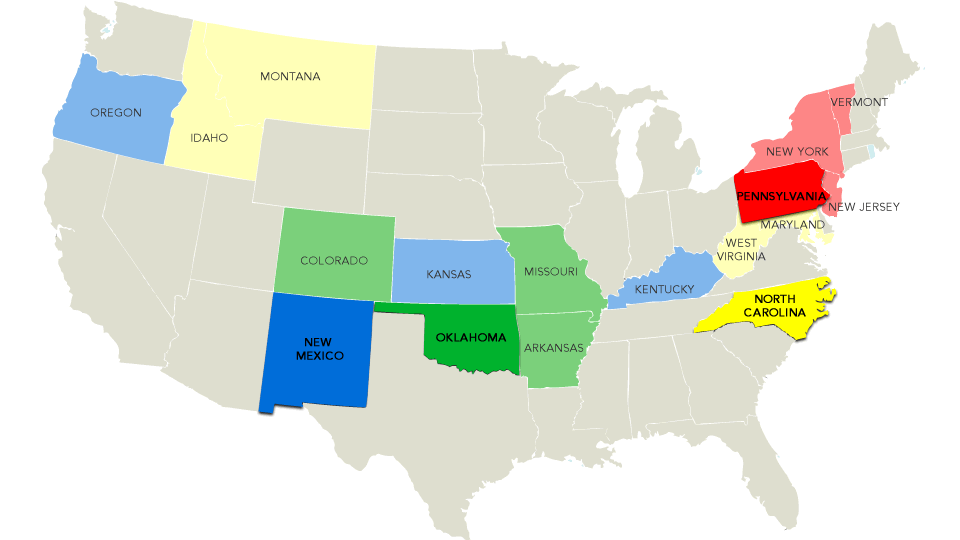 MONTANA
OREGON
IDAHO
VERMONT
NEW YORK
PENNSYLVANIA
NEW JERSEY
MARYLAND
WEST
VIRGINIA
COLORADO
KANSAS
MISSOURI
KENTUCKY
NORTH
CAROLINA
NEW
MEXICO
OKLAHOMA
ARKANSAS